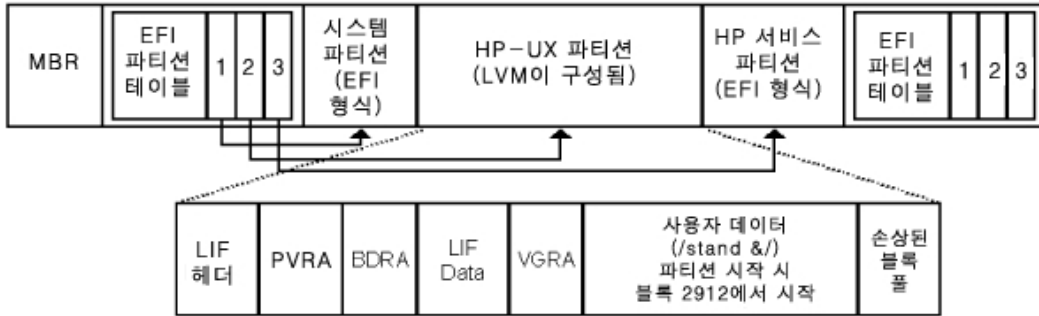 MBR
EFI
파티션
테이블
1
2
3
시스템
파티션
(EFI
형식)
HP-UX 파티션
(LVM이 구성됨)
HP 서비스
파티션
(EFI 형식)
EFI
파티션
테이블
1
2
3
LIF
헤더
PVRA
BDRA
LIF
Data
VGRA
사용자 데이터
(/stand &/)
파티션 시작 시
블록 2912에서 시작
손상된
블록
풀